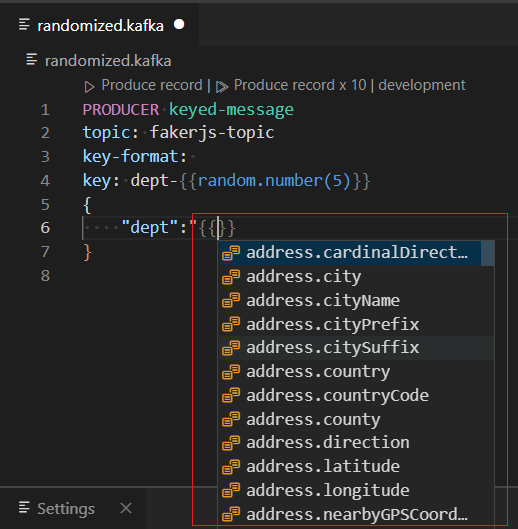 randomized.kafka
randomized.kafka
Produce record | Produce record x 10 | development
1 PRODUCER keyed-message
2 topic: fakerjs-topic
3 key-format:
4 key: dept-{{random.number(5)}}
5 {
6 "dept":"{{}}
7 }
8
address.cardinalDirect…
address.city
address.cityName
address.cityPrefix
address.citySuffix
address.country
address.countryCode
address.county
address.direction
address.latitude
address.longitude
address.nearbyGPSCoord…
Settings